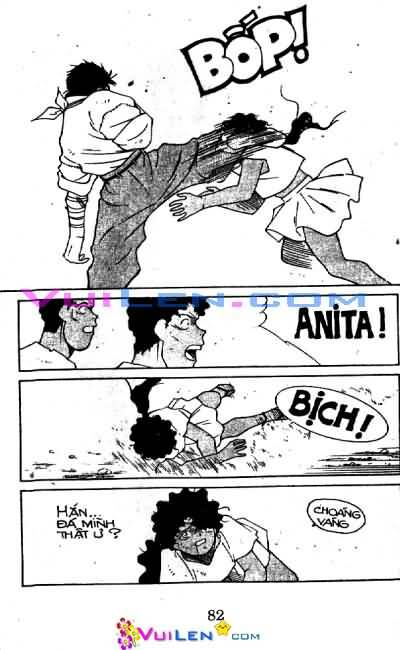 BỐP!
VuiLen.com
ANITA!
BỊCH!
HẮN...
ĐÁ MÌNH
THẬT Ư?
CHOÁNG
VÁNG
82
VuiLen.com